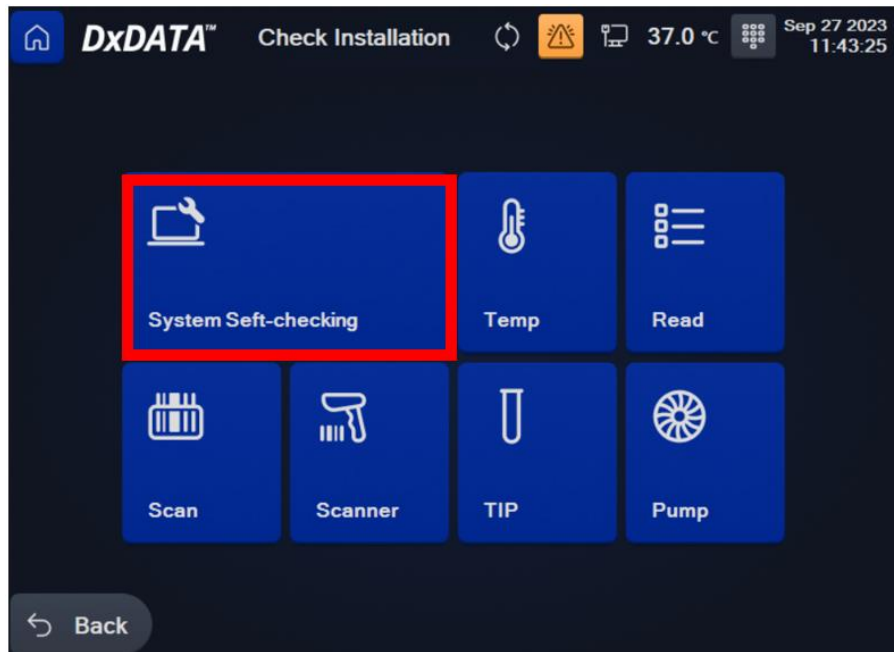 DxDATA™ Check Installation 37.0 ℃ Sep 27 2023
11:43:25
System Seft-checking Temp Read
Scan Scanner TIP Pump
Back